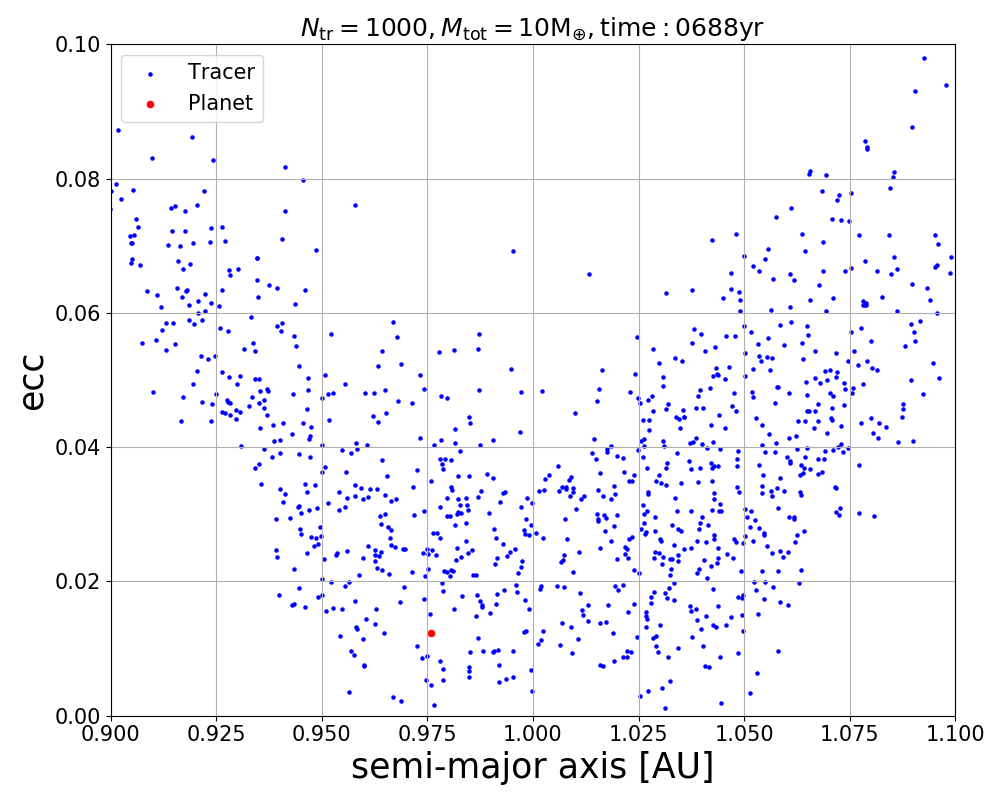 N_tr = 1000, M_tot = 10M_⊕, time : 0688yr
Tracer
Planet
0.10
0.08
0.06
0.04
0.02
0.00
ecc
0.900 0.925 0.950 0.975 1.000 1.025 1.050 1.075 1.100
semi-major axis [AU]